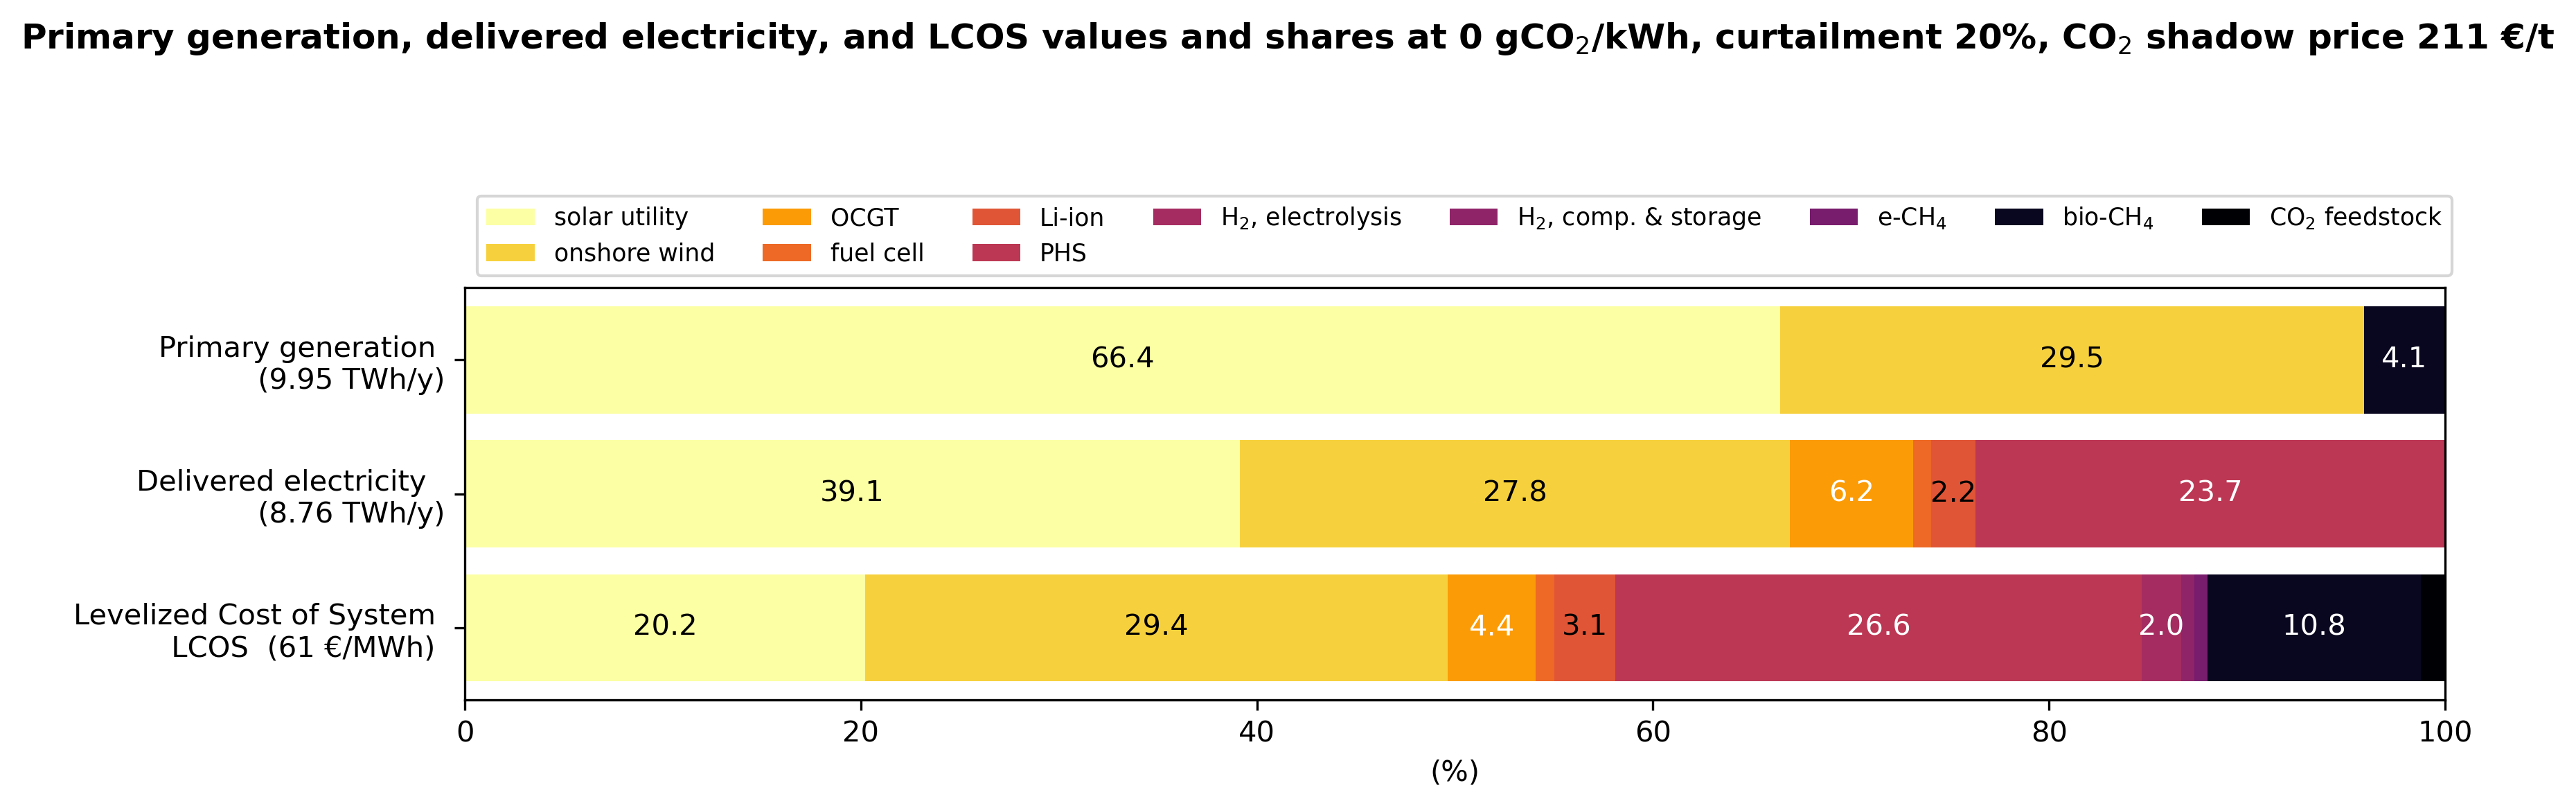 Primary generation, delivered electricity, and LCOS values and shares at 0 gCO₂/kWh, curtailment 20%, CO₂ shadow price 211 €/t
solar utility
onshore wind
OCGT
fuel cell
Li-ion
PHS
H₂, electrolysis
H₂, comp. & storage
e-CH₄
bio-CH₄
CO₂ feedstock
Primary generation
(9.95 TWh/y)
66.4
29.5
4.1
Delivered electricity
(8.76 TWh/y)
39.1
27.8
6.2
2.2
23.7
Levelized Cost of System
LCOS (61 €/MWh)
20.2
29.4
4.4
3.1
26.6
2.0
10.8
0
20
40
60
80
100
(%)